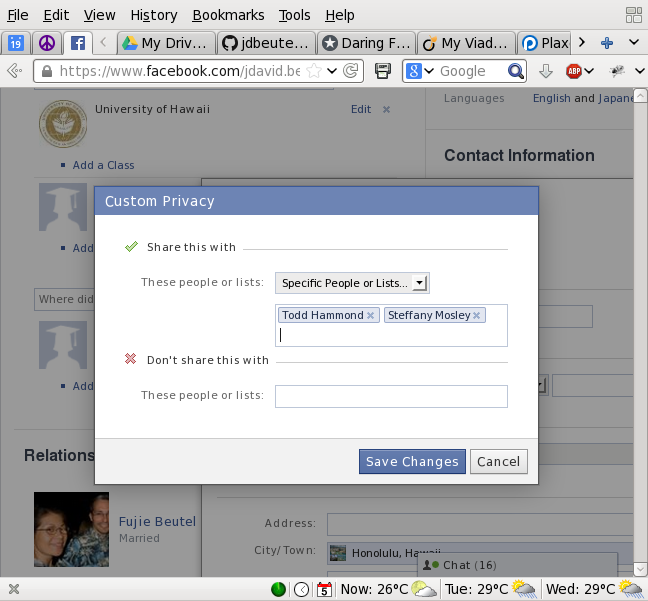 File Edit View History Bookmarks Tools Help
19 My Driv... jdbeute... Daring F... My Viad... Plax
https://www.facebook.com/jdavid.be Google ABP
University of Hawaii Edit
Languages English and Japane
Add a Class
Contact Information
Custom Privacy
Share this with
Add
These people or lists: Specific People or Lists...
Where did
Todd Hammond Steffany Mosley
Don't share this with
Add
These people or lists:
Relations
Save Changes Cancel
Fujie Beutel
Married
Address:
City/Town: Honolulu, Hawaii
Chat (16)
5 Now: 26°C Tue: 29°C Wed: 29°C